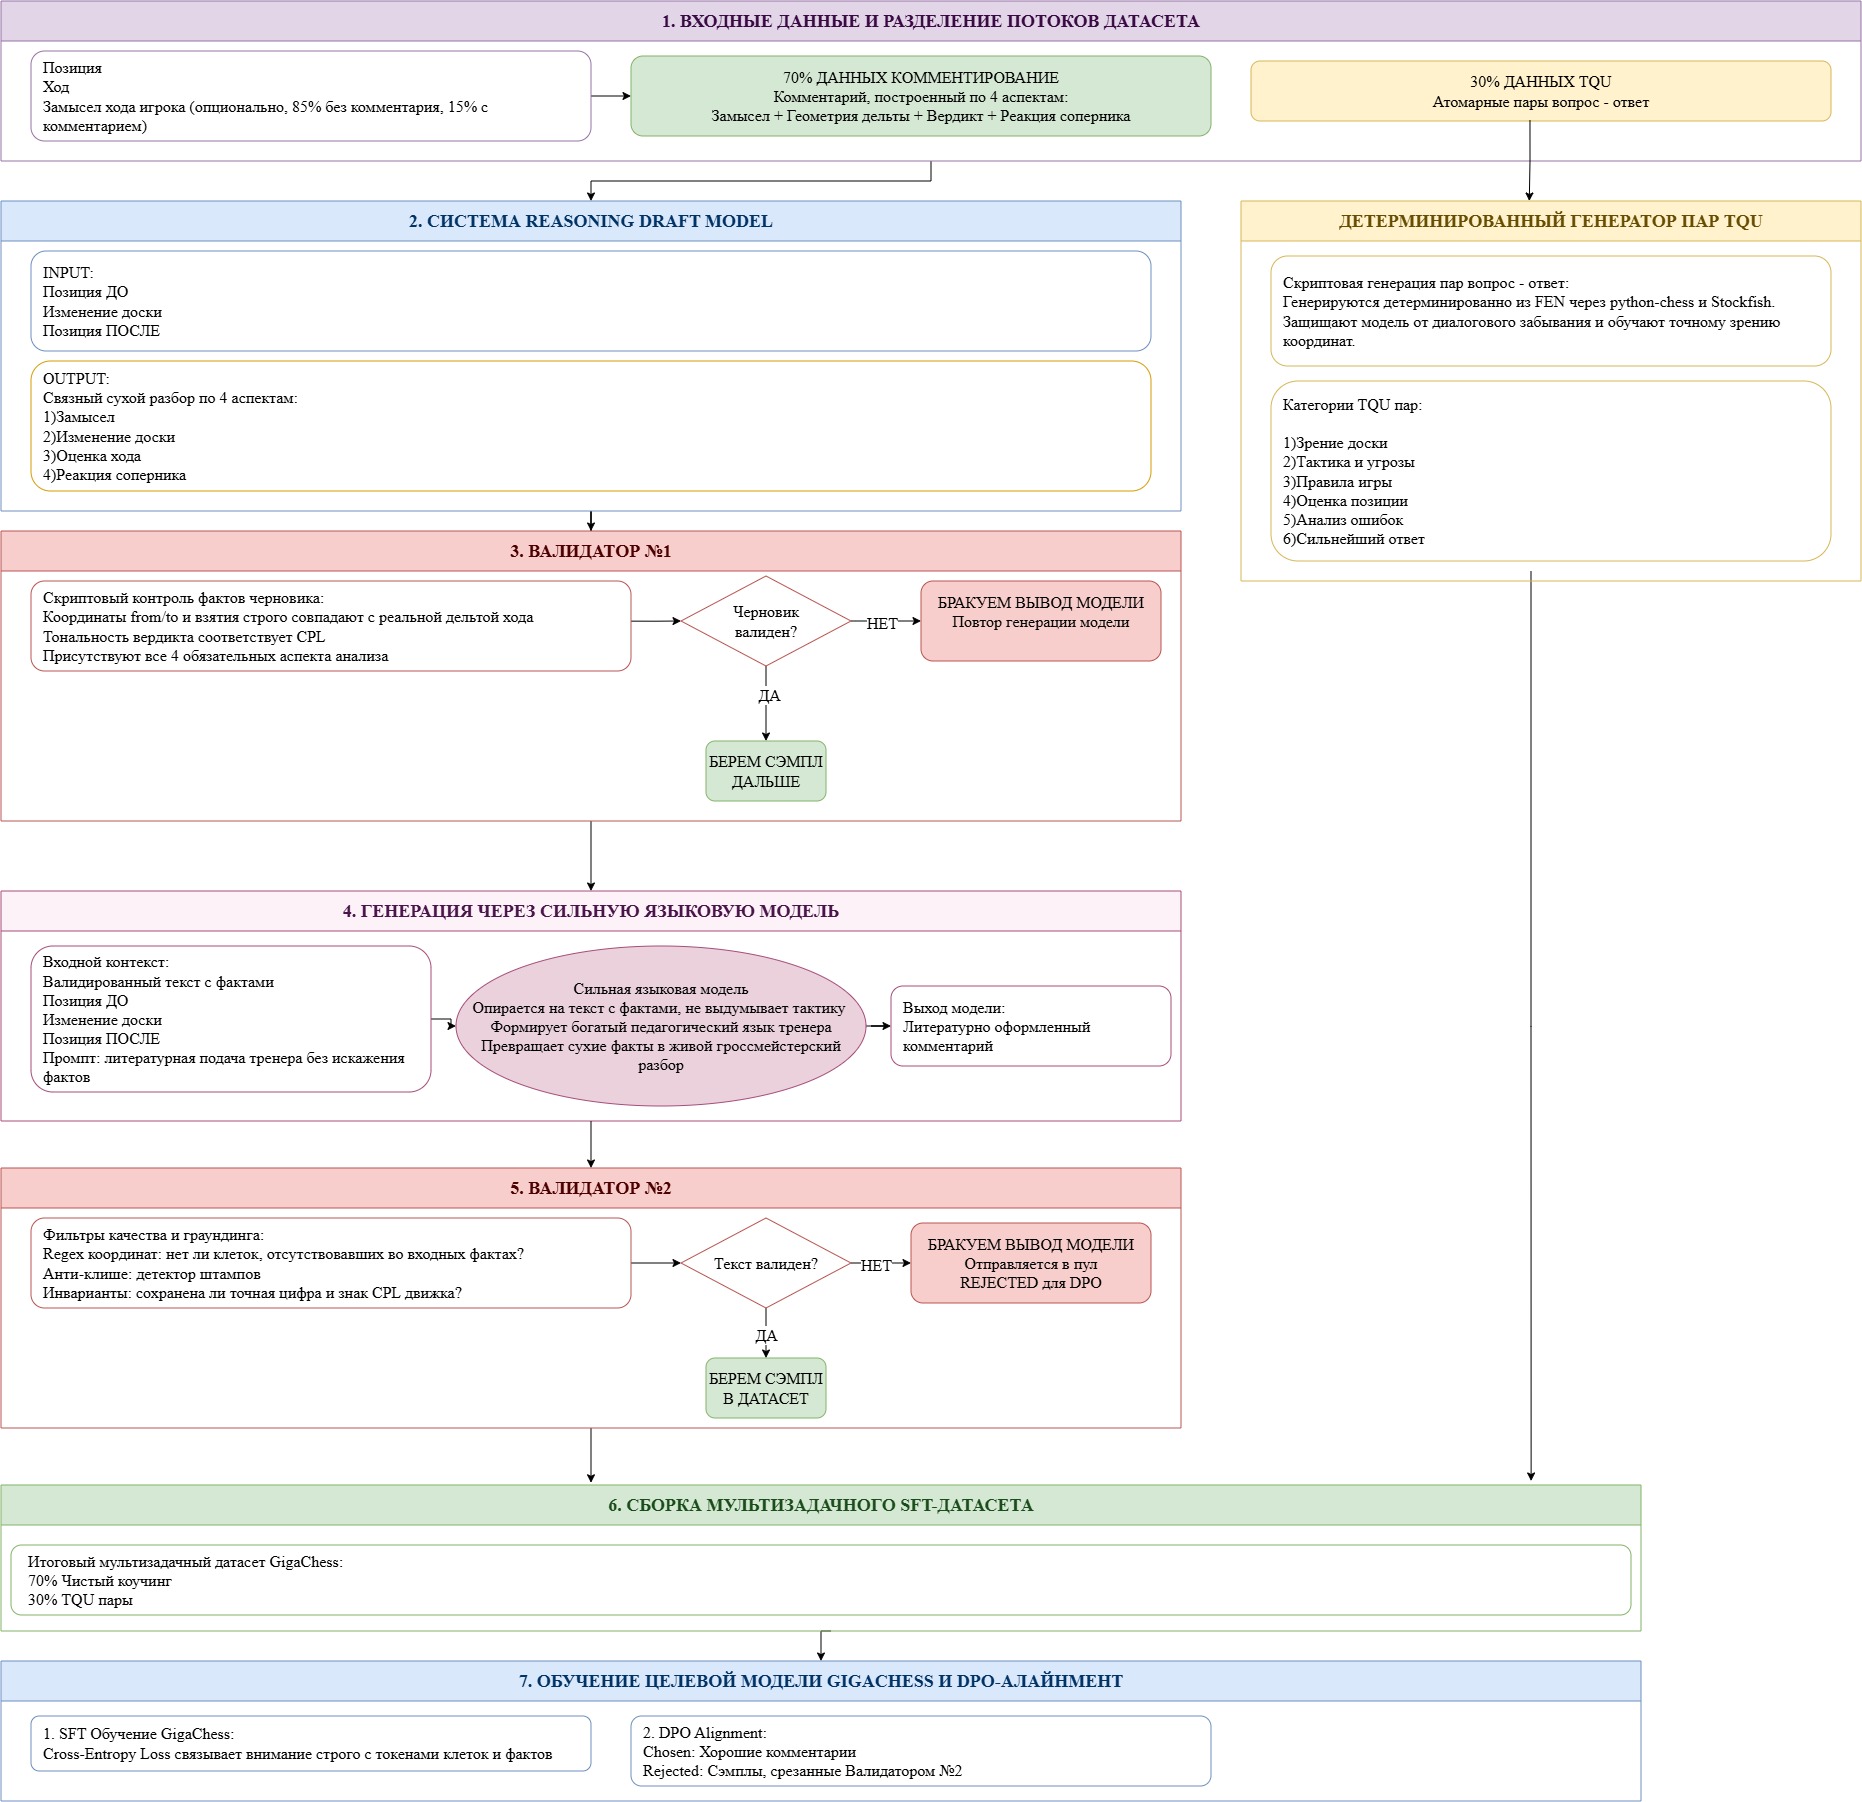 1. ВХОДНЫЕ ДАННЫЕ И РАЗДЕЛЕНИЕ ПОТОКОВ ДАТАСЕТА
Позиция
Ход
Замысел хода игрока (опционально, 85% без комментария, 15% с
комментарием)
70% ДАННЫХ КОММЕНТИРОВАНИЕ
Комментарий, построенный по 4 аспектам:
Замысел + Геометрия дельты + Вердикт + Реакция соперника
30% ДАННЫХ TQU
Атомарные пары вопрос - ответ
2. СИСТЕМА REASONING DRAFT MODEL
INPUT:
Позиция ДО
Изменение доски
Позиция ПОСЛЕ
OUTPUT:
Связный сухой разбор по 4 аспектам:
1)Замысел
2)Изменение доски
3)Оценка хода
4)Реакция соперника
ДЕТЕРМИНИРОВАННЫЙ ГЕНЕРАТОР ПАР TQU
Скриптовая генерация пар вопрос - ответ:
Генерируются детерминированно из FEN через python-chess и Stockfish.
Защищают модель от диалогового забывания и обучают точному зрению
координат.
Категории TQU пар:
1)Зрение доски
2)Тактика и угрозы
3)Правила игры
4)Оценка позиции
5)Анализ ошибок
6)Сильнейший ответ
3. ВАЛИДАТОР №1
Скриптовый контроль фактов черновика:
Координаты from/to и взятия строго совпадают с реальной дельтой хода
Тональность вердикта соответствует CPL
Присутствуют все 4 обязательных аспекта анализа
Черновик
валиден?
НЕТ
БРАКУЕМ ВЫВОД МОДЕЛИ
Повтор генерации модели
ДА
БЕРЕМ СЭМПЛ
ДАЛЬШЕ
4. ГЕНЕРАЦИЯ ЧЕРЕЗ СИЛЬНУЮ ЯЗЫКОВУЮ МОДЕЛЬ
Входной контекст:
Валидированный текст с фактами
Позиция ДО
Изменение доски
Позиция ПОСЛЕ
Промпт: литературная подача тренера без искажения
фактов
Сильная языковая модель
Опирается на текст с фактами, не выдумывает тактику
Формирует богатый педагогический язык тренера
Превращает сухие факты в живой гроссмейстерский
разбор
Выход модели:
Литературно оформленный
комментарий
5. ВАЛИДАТОР №2
Фильтры качества и граундинга:
Regex координат: нет ли клеток, отсутствовавших во входных фактах?
Анти-клише: детектор штампов
Инварианты: сохранена ли точная цифра и знак CPL движка?
Текст валиден?
НЕТ
БРАКУЕМ ВЫВОД МОДЕЛИ
Отправляется в пул
REJECTED для DPO
ДА
БЕРЕМ СЭМПЛ
В ДАТАСЕТ
6. СБОРКА МУЛЬТИЗАДАЧНОГО SFT-ДАТАСЕТА
Итоговый мультизадачный датасет GigaChess:
70% Чистый коучинг
30% TQU пары
7. ОБУЧЕНИЕ ЦЕЛЕВОЙ МОДЕЛИ GIGACHESS И DPO-АЛАЙНМЕНТ
1. SFT Обучение GigaChess:
Cross-Entropy Loss связывает внимание строго с токенами клеток и фактов
2. DPO Alignment:
Chosen: Хорошие комментарии
Rejected: Сэмплы, срезанные Валидатором №2